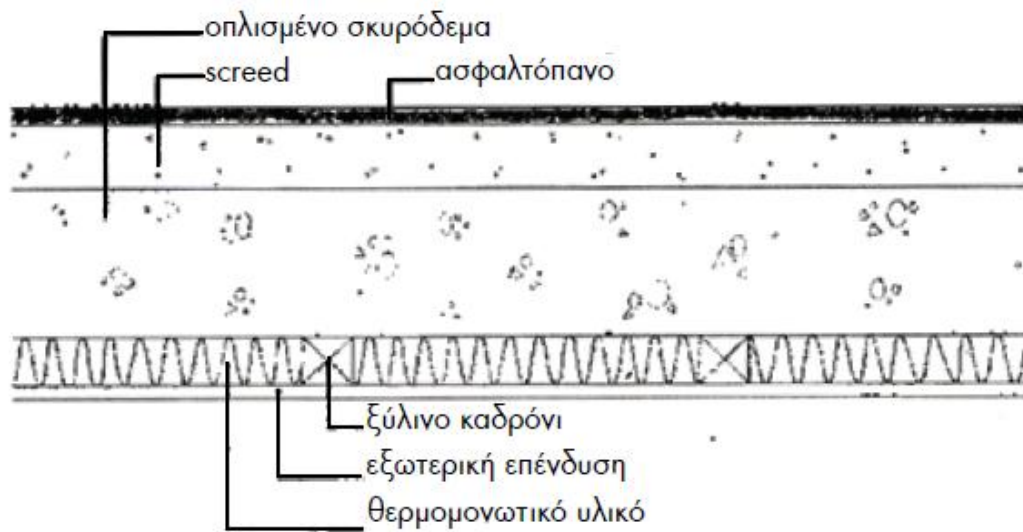 οπλισμένο σκυρόδεμα
screed
ασφαλτόπανο
ξύλινο καδρόνι
εξωτερική επένδυση
θερμομονωτικό υλικό